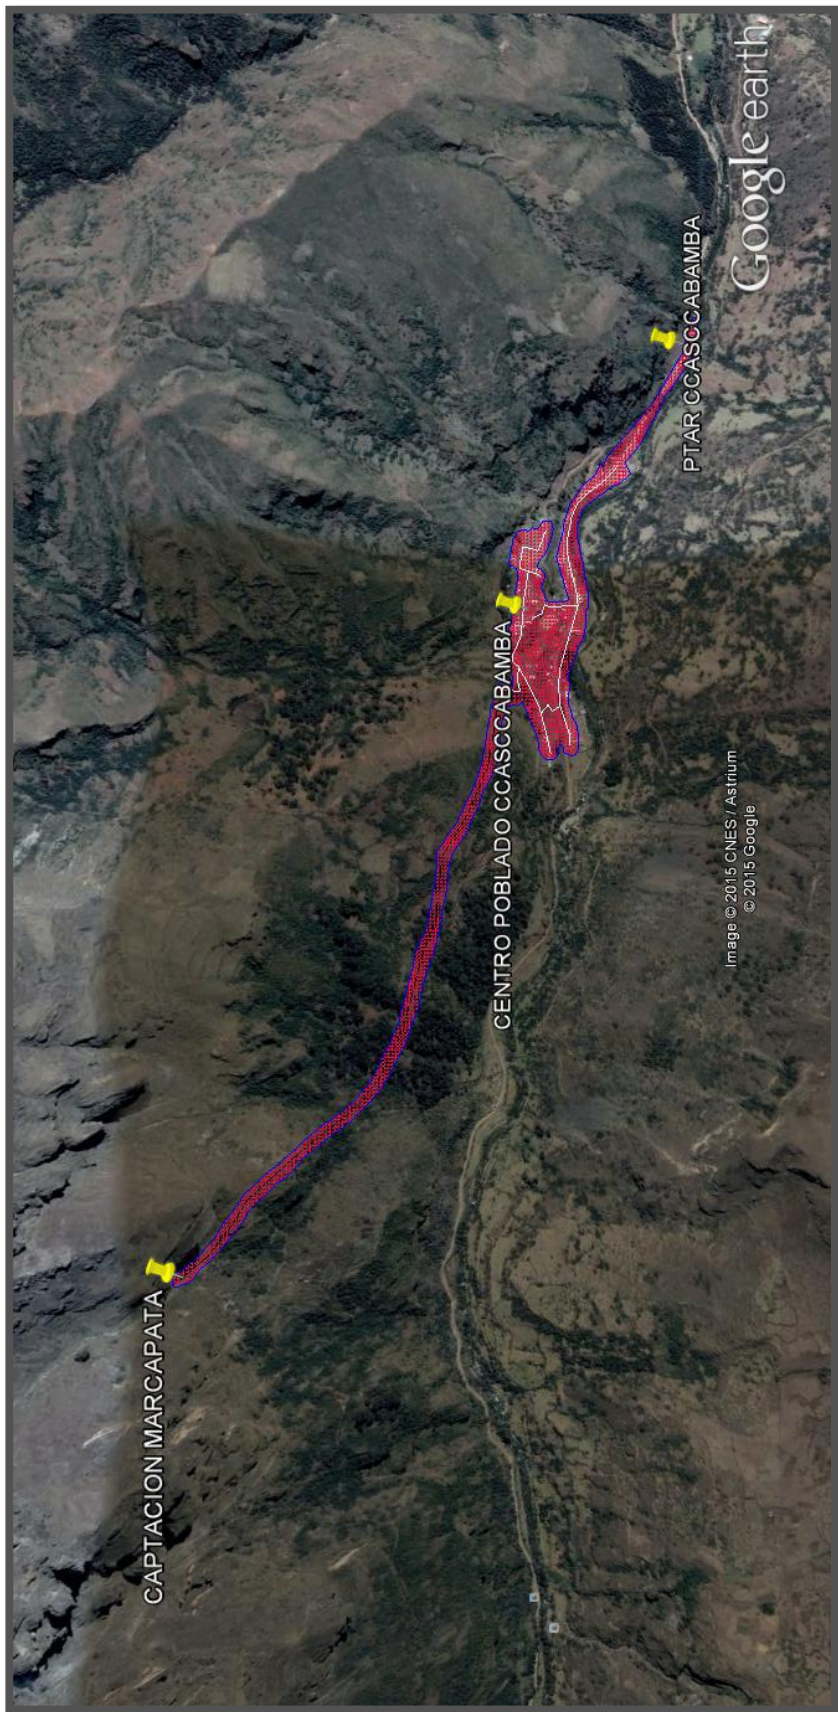 CAPTACION MARCAPATA
CENTRO POBLADO CCASCCABAMBA
PTAR CCASCCABAMBA
Image © 2015 CNES / Astrium
© 2015 Google
Google earth